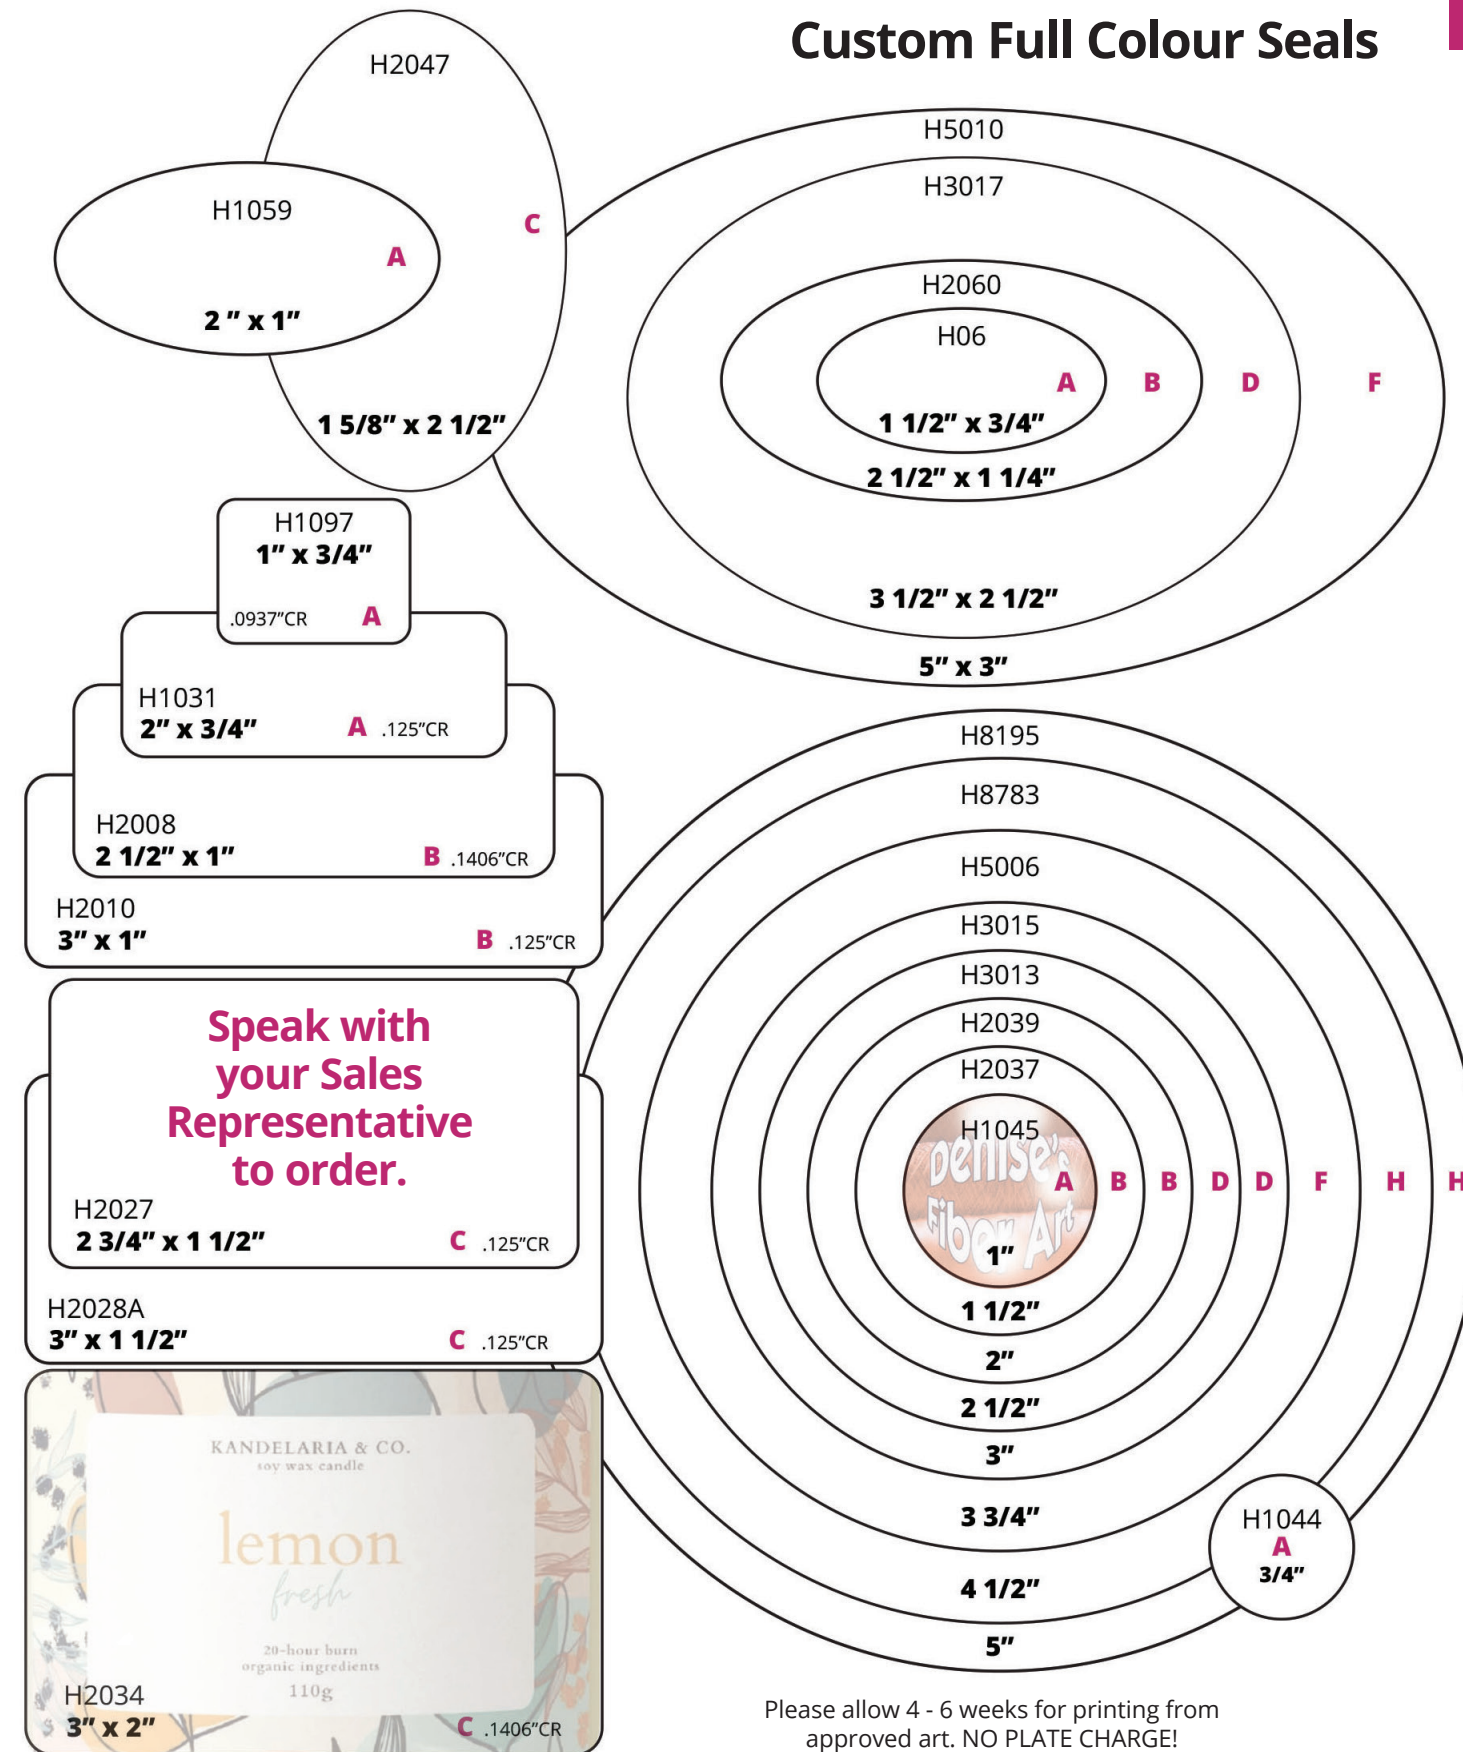 Custom Full Colour Seals
H2047
C
1 5/8” x 2 1/2”
H1059
A
2 ” x 1”
H5010
H3017
H2060
H06
A B D F
1 1/2” x 3/4”
2 1/2” x 1 1/4”
3 1/2” x 2 1/2”
5” x 3”
H1097
1” x 3/4”
.0937”CR A
H1031
2” x 3/4” A .125”CR
H2008
2 1/2” x 1” B .1406”CR
H2010
3” x 1” B .125”CR
Speak with
your Sales
Representative
to order.
H2027
2 3/4” x 1 1/2” C .125”CR
H2028A
3” x 1 1/2” C .125”CR
KANDELARIA & CO.
soy wax candle
lemon
fresh
20-hour burn
organic ingredients
110g
H2034
3” x 2” C .1406”CR
H8195
H8783
H5006
H3015
H3013
H2039
H2037
H1045
Denise's
Fiber Art
A B B D D F H H
1”
1 1/2”
2”
2 1/2”
3”
3 3/4”
4 1/2”
5”
H1044
A
3/4”
Please allow 4 - 6 weeks for printing from
approved art. NO PLATE CHARGE!